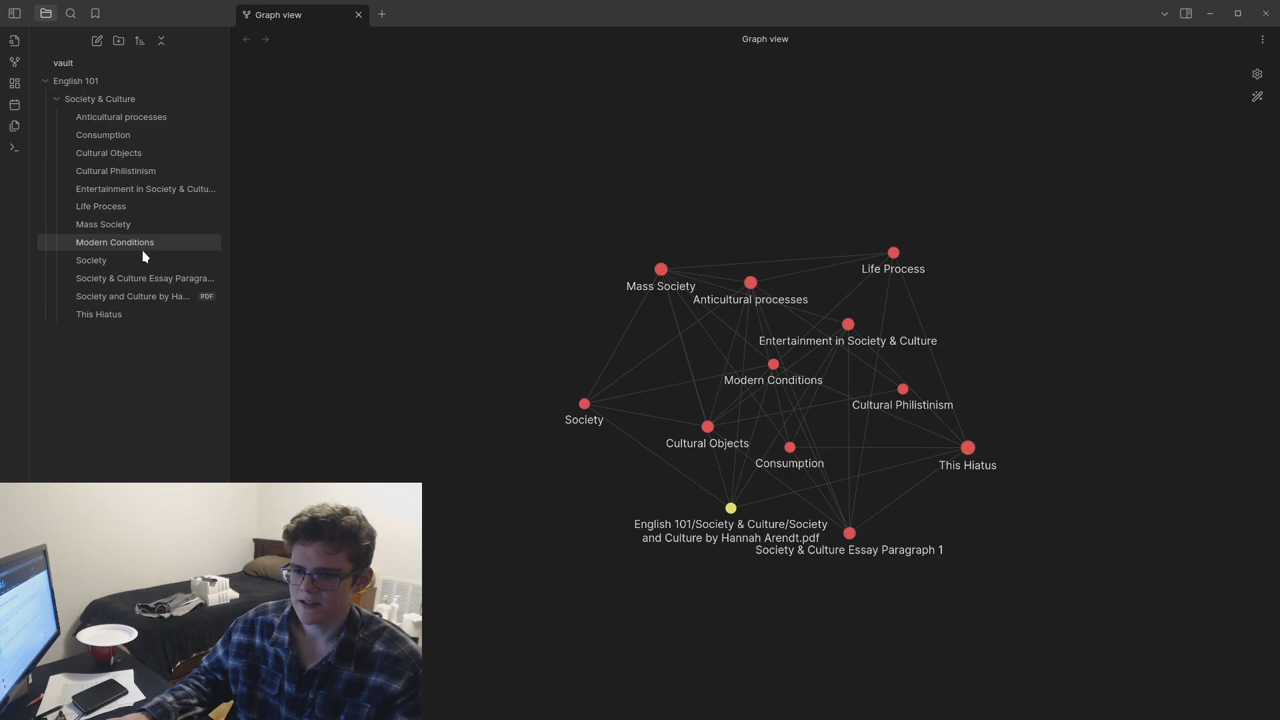 Graph view
Graph view
vault
English 101
Society & Culture
Anticultural processes
Consumption
Cultural Objects
Cultural Philistinism
Entertainment in Society & Cultu...
Life Process
Mass Society
Modern Conditions
Society
Society & Culture Essay Paragra...
Society and Culture by Ha... PDF
This Hiatus
Life Process
Mass Society
Anticultural processes
Entertainment in Society & Culture
Modern Conditions
Cultural Philistinism
Society
Cultural Objects
Consumption
This Hiatus
English 101/Society & Culture/Society
and Culture by Hannah Arendt.pdf
Society & Culture Essay Paragraph 1